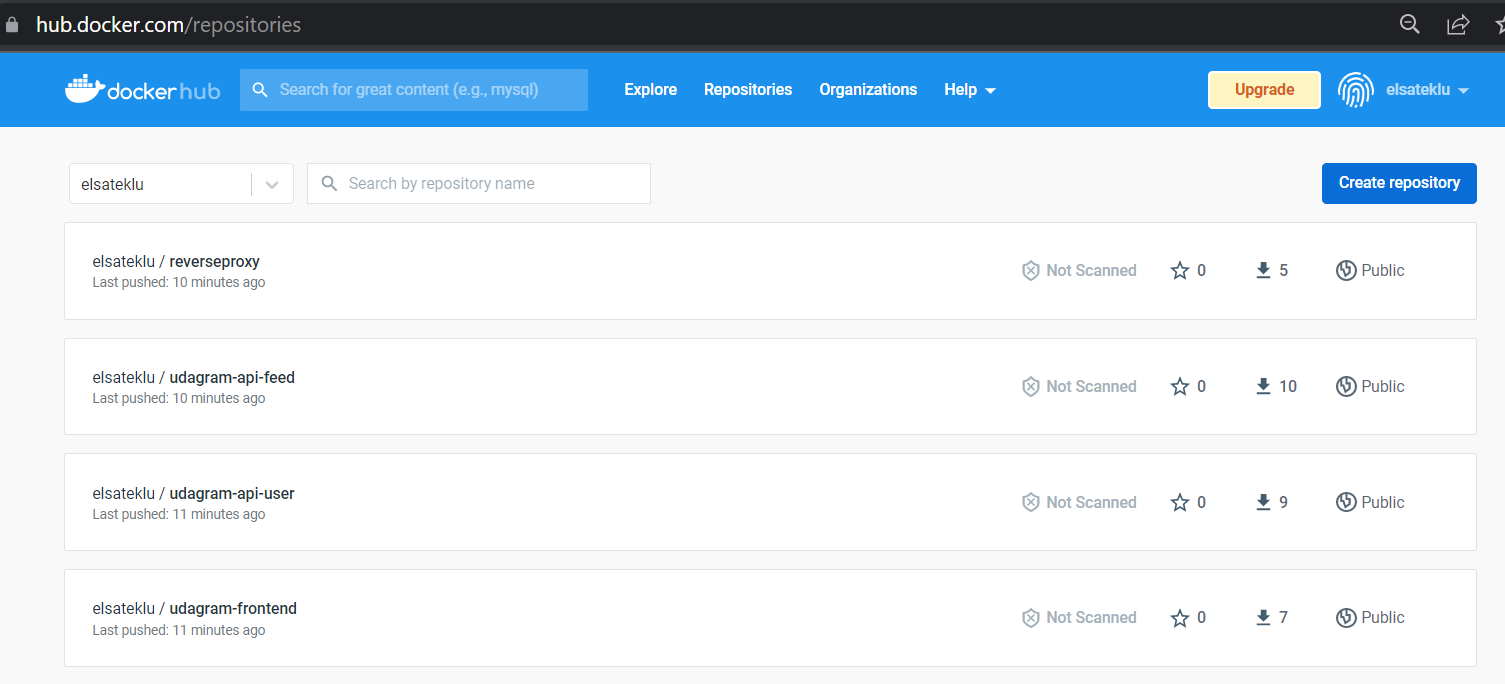 hub.docker.com/repositories
docker hub Search for great content (e.g., mysql) Explore Repositories Organizations Help Upgrade elsateklu
elsateklu Search by repository name Create repository
elsateklu / reverseproxy
Last pushed: 10 minutes ago
Not Scanned 0 5 Public
elsateklu / udagram-api-feed
Last pushed: 10 minutes ago
Not Scanned 0 10 Public
elsateklu / udagram-api-user
Last pushed: 11 minutes ago
Not Scanned 0 9 Public
elsateklu / udagram-frontend
Last pushed: 11 minutes ago
Not Scanned 0 7 Public